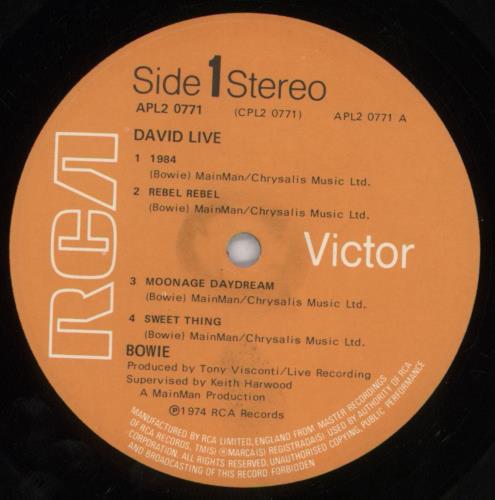 Side 1 Stereo
APL2 0771 (CPL2 0771) APL2 0771 A
DAVID LIVE
1 1984
(Bowie) MainMan/Chrysalis Music Ltd.
2 REBEL REBEL
(Bowie) MainMan/Chrysalis Music Ltd.
RCA
Victor
3 MOONAGE DAYDREAM
(Bowie) MainMan/Chrysalis Music Ltd.
4 SWEET THING
(Bowie) MainMan/Chrysalis Music Ltd.
BOWIE
Produced by Tony Visconti/Live Recording
Supervised by Keith Harwood
A MainMan Production
Ⓟ1974 RCA Records
MANUFACTURED BY RCA LIMITED, ENGLAND FROM MASTER RECORDINGS
OF RCA RECORDS, TM(S) ® MARCA(S) REGISTRADA(S) USED BY AUTHORITY OF RCA
CORPORATION. ALL RIGHTS RESERVED. UNAUTHORISED COPYING, PUBLIC PERFORMANCE
AND BROADCASTING OF THIS RECORD FORBIDDEN